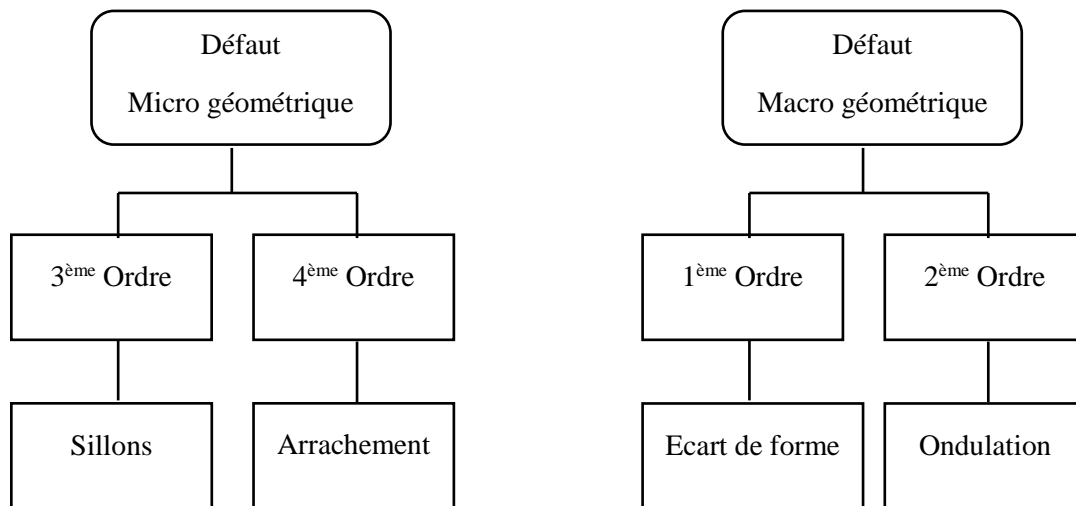 Défaut
Micro géométrique
Défaut
Macro géométrique
3ème Ordre
4ème Ordre
1ème Ordre
2ème Ordre
Sillons
Arrachement
Ecart de forme
Ondulation